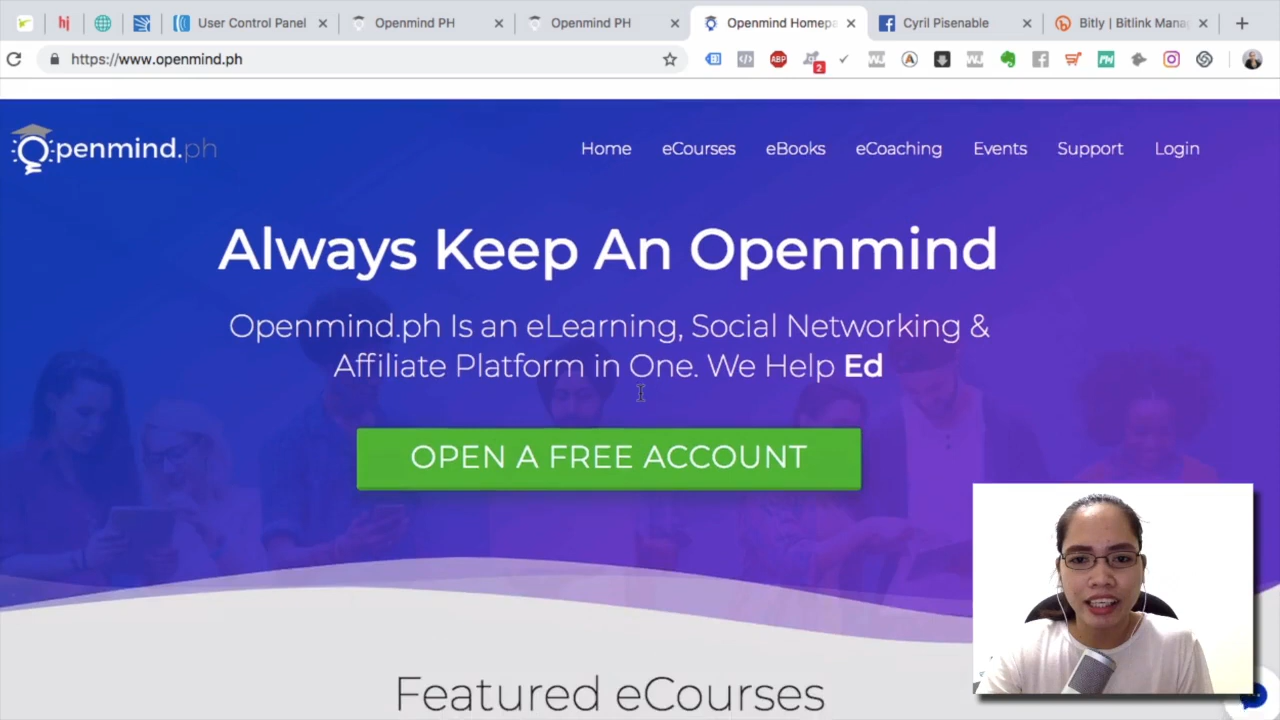 hj
User Control Panel
Openmind PH
Openmind PH
Openmind Homepa
Cyril Pisenable
Bitly | Bitlink Mana
https://www.openmind.ph
ABP
2
Openmind.ph
Home
eCourses
eBooks
eCoaching
Events
Support
Login
Always Keep An Openmind
Openmind.ph Is an eLearning, Social Networking &
Affiliate Platform in One. We Help Ed
OPEN A FREE ACCOUNT
Featured eCourses